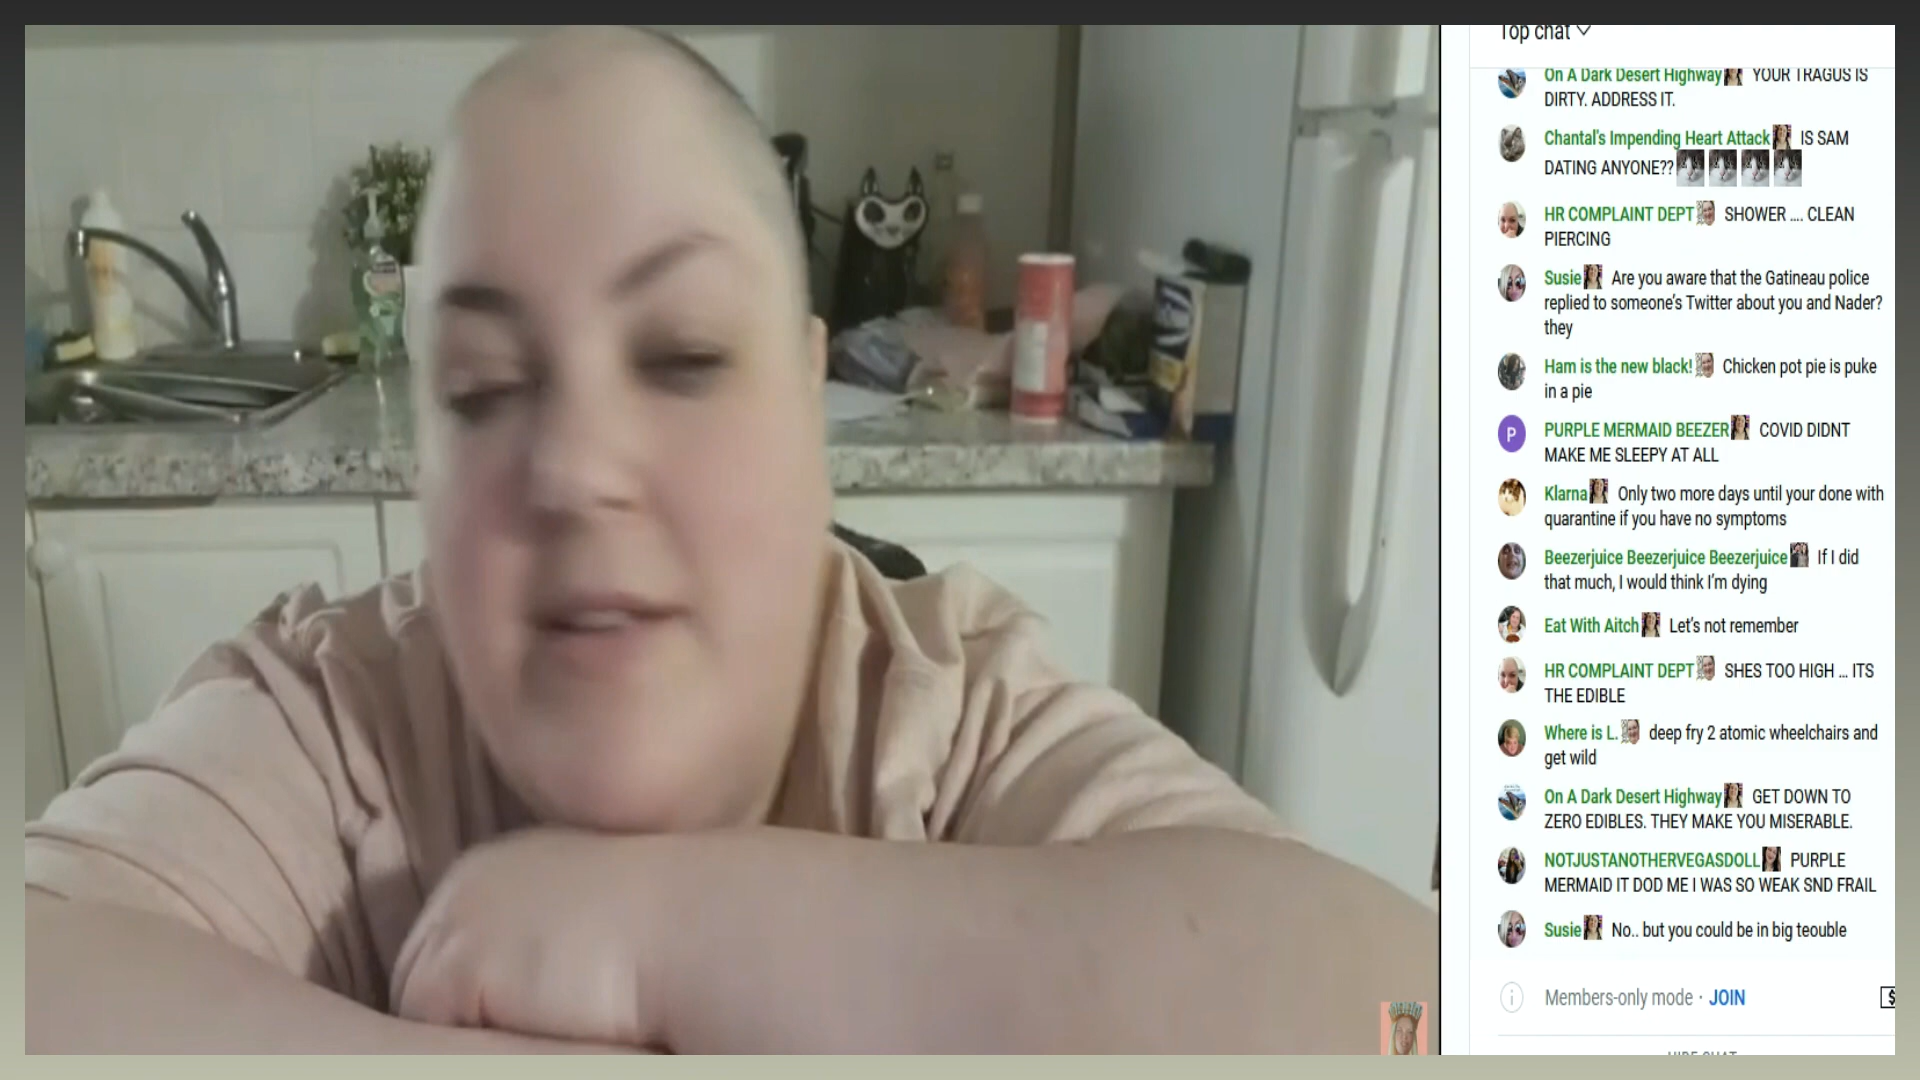 Top chat
On A Dark Desert Highway YOUR TRAGUS IS
DIRTY. ADDRESS IT.
Chantal's Impending Heart Attack IS SAM
DATING ANYONE??
HR COMPLAINT DEPT SHOWER .... CLEAN
PIERCING
Susie Are you aware that the Gatineau police
replied to someone's Twitter about you and Nader?
they
Ham is the new black! Chicken pot pie is puke
in a pie
P
PURPLE MERMAID BEEZER COVID DIDNT
MAKE ME SLEEPY AT ALL
Klarna Only two more days until your done with
quarantine if you have no symptoms
Beezerjuice Beezerjuice Beezerjuice If I did
that much, I would think I'm dying
Eat With Aitch Let's not remember
HR COMPLAINT DEPT SHES TOO HIGH ... ITS
THE EDIBLE
Where is L. deep fry 2 atomic wheelchairs and
get wild
On A Dark Desert Highway GET DOWN TO
ZERO EDIBLES. THEY MAKE YOU MISERABLE.
NOTJUSTANOTHERVEGASDOLL PURPLE
MERMAID IT DOD ME I WAS SO WEAK SND FRAIL
Susie No.. but you could be in big teouble
Members-only mode · JOIN
$
HIDE CHAT